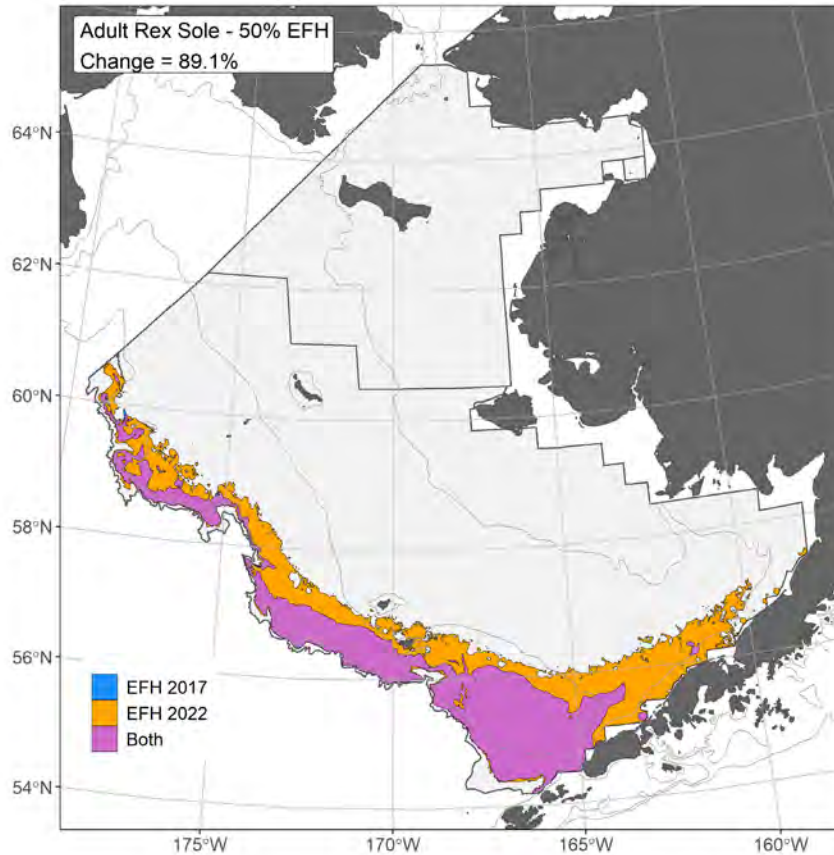 Adult Rex Sole - 50% EFH
Change = 89.1%
64°N
62°N
60°N
58°N
56°N
54°N
EFH 2017
EFH 2022
Both
175°W
170°W
165°W
160°W